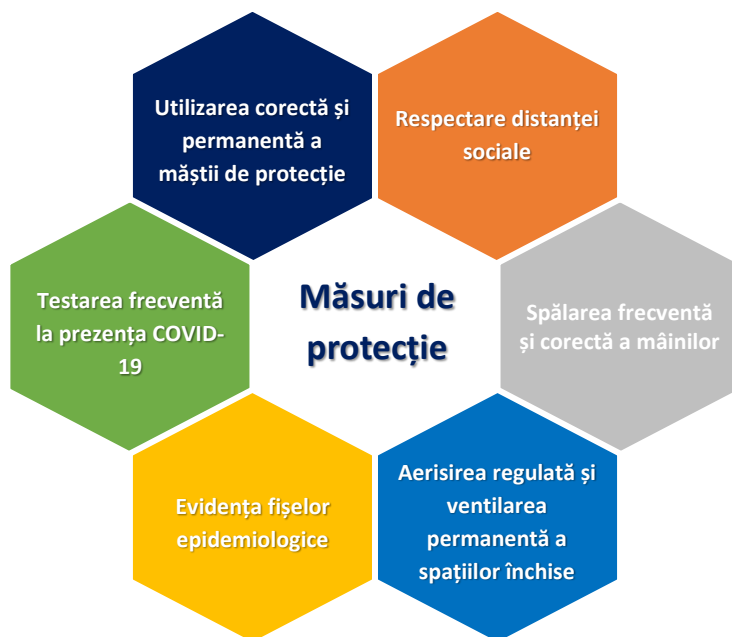 Utilizarea corectă și
permanentă a
măștii de protecție
Respectare distanței
sociale
Testarea frecventă
la prezența COVID-
19
Măsuri de
protecție
Spălarea frecventă
și corectă a mâinilor
Evidența fișelor
epidemiologice
Aerisirea regulată și
ventilarea
permanentă a
spațiilor închise